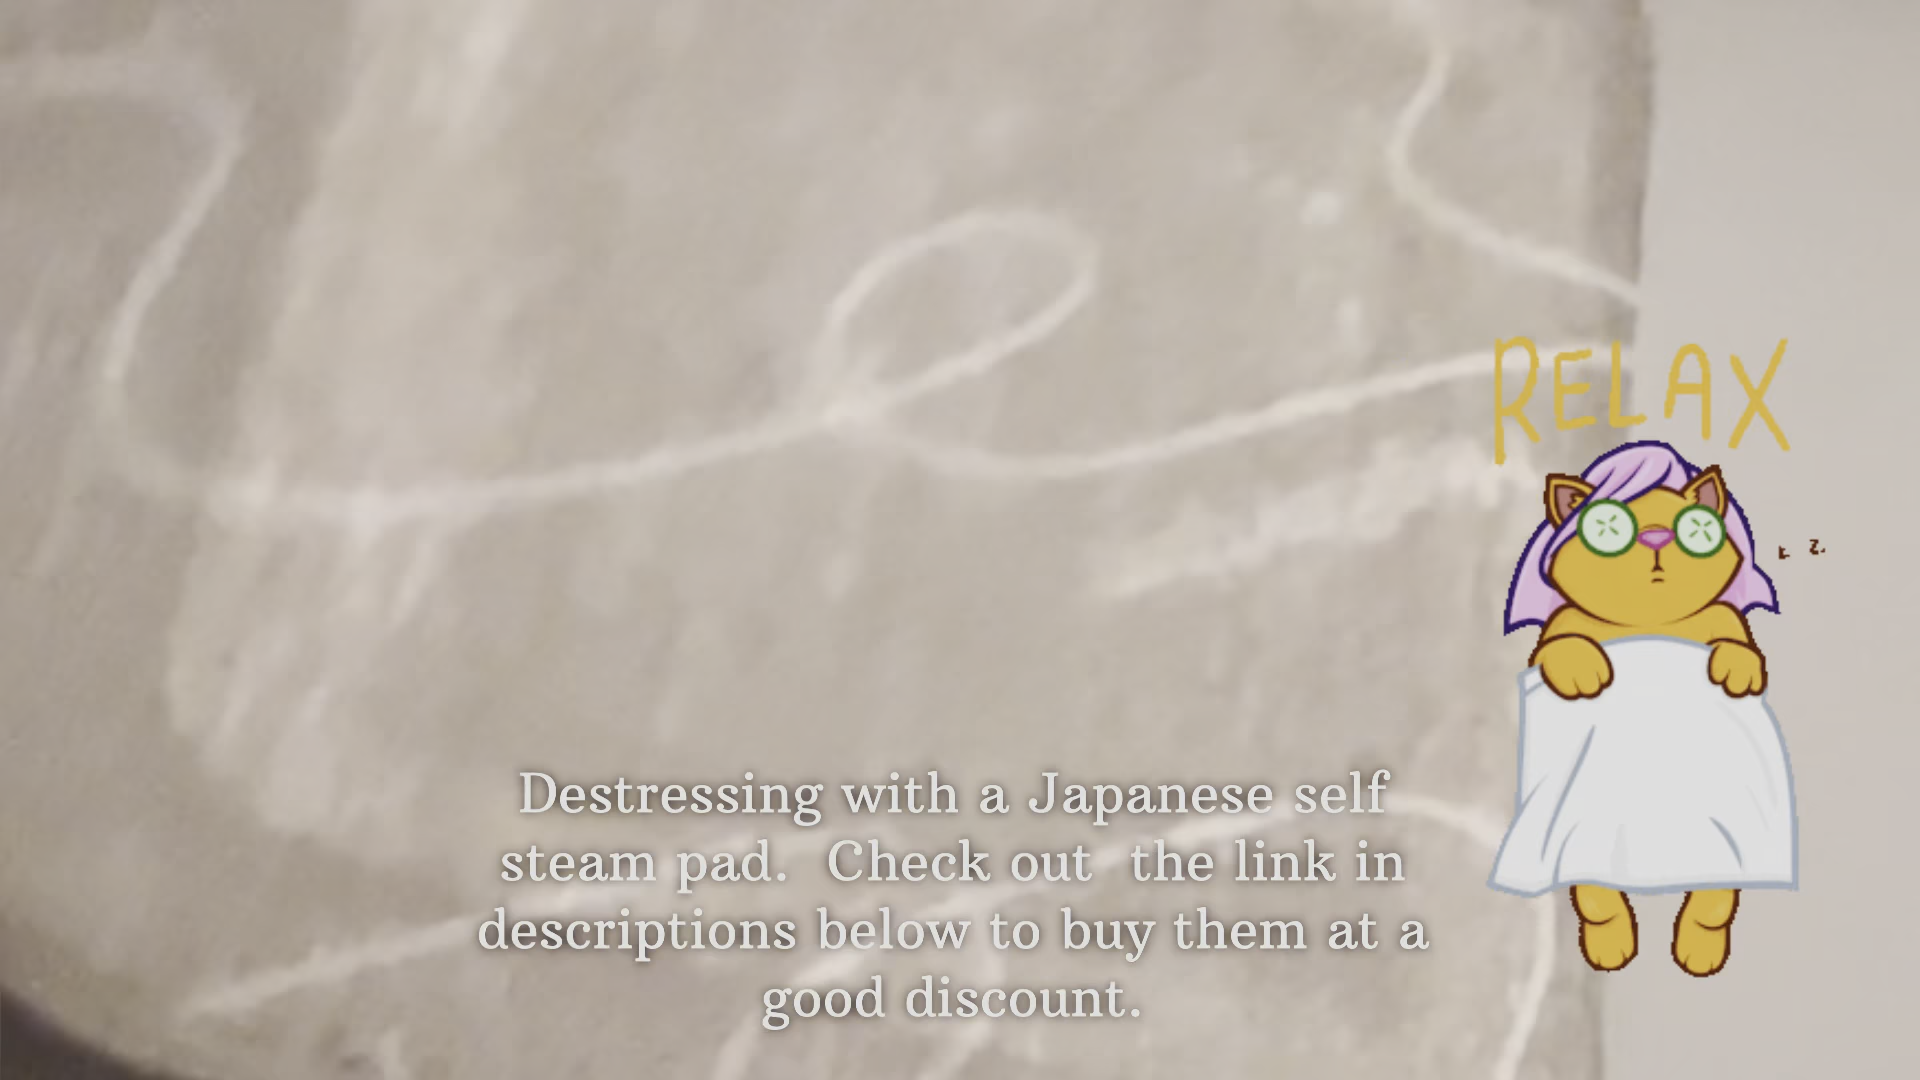 RELAX
z.
Destressing with a Japanese self
steam pad.  Check out  the link in
descriptions below to buy them at a
good discount.